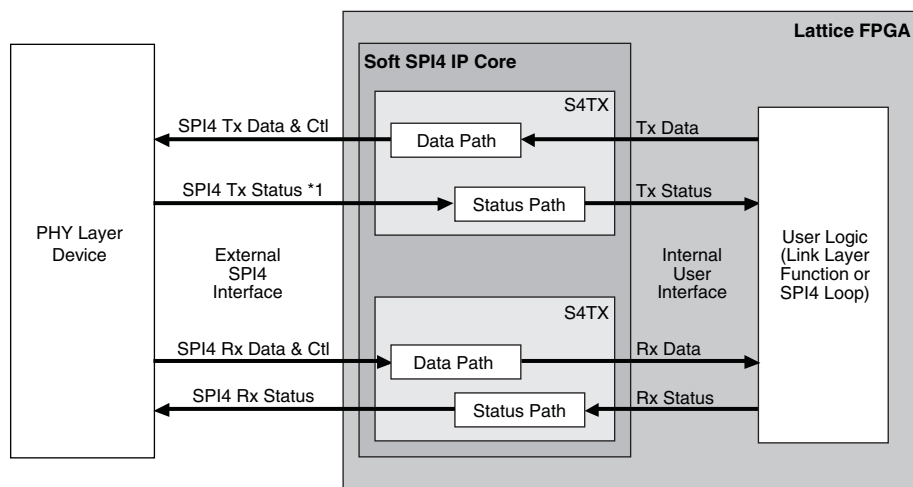 Lattice FPGA
Soft SPI4 IP Core
S4TX
SPI4 Tx Data & Ctl
Data Path
Tx Data
SPI4 Tx Status *1
Status Path
Tx Status
PHY Layer
Device
External
SPI4
Interface
Internal
User
Interface
User Logic
(Link Layer
Function or
SPI4 Loop)
S4TX
SPI4 Rx Data & Ctl
Data Path
Rx Data
SPI4 Rx Status
Status Path
Rx Status